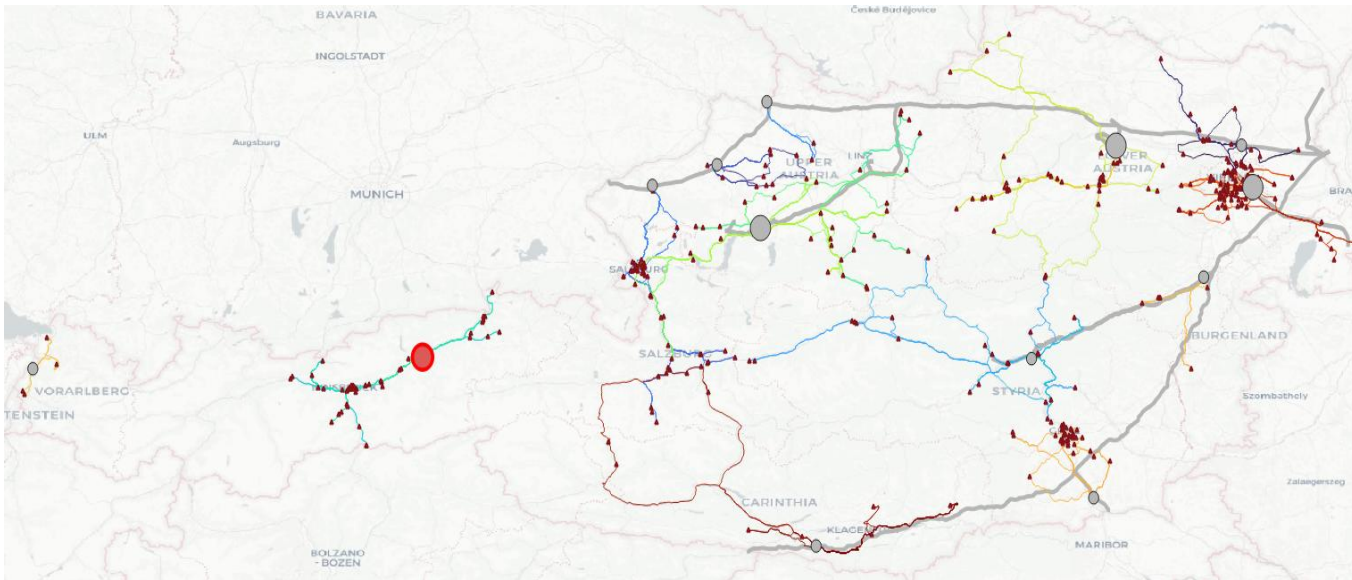 BAVARIA
České Budějovice
INGOLSTADT
ULM
Augsburg
UPPER
AUSTRIA
LINZ
LOWER
AUSTRIA
MUNICH
BRA
SALZBURG
SALZBURG
BURGENLAND
VORARLBERG
TENSTEIN
STYRIA
Szombathely
Zalaegerszeg
CARINTHIA
KLAGEN
MARIBOR
BOLZANO
- BOZEN